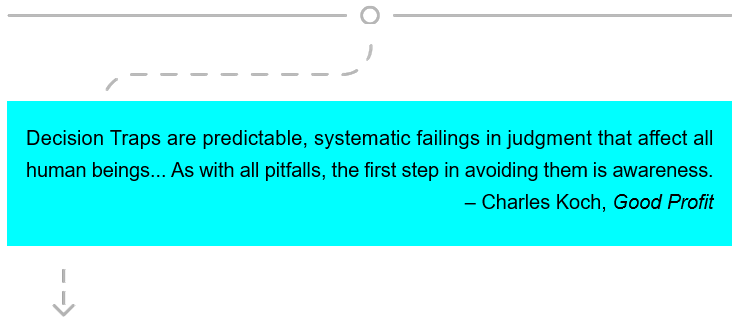 Decision Traps are predictable, systematic failings in judgment that affect all
human beings... As with all pitfalls, the first step in avoiding them is awareness.
– Charles Koch, Good Profit